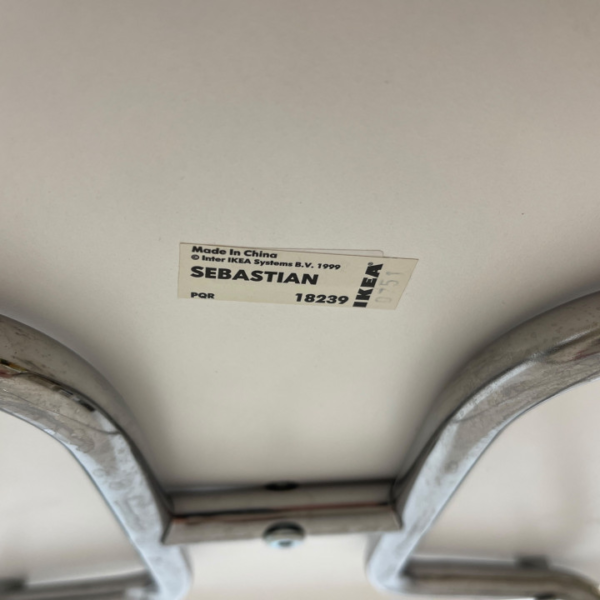 Made In China
© Inter IKEA Systems B.V. 1999
SEBASTIAN
PQR 18239
IKEA®